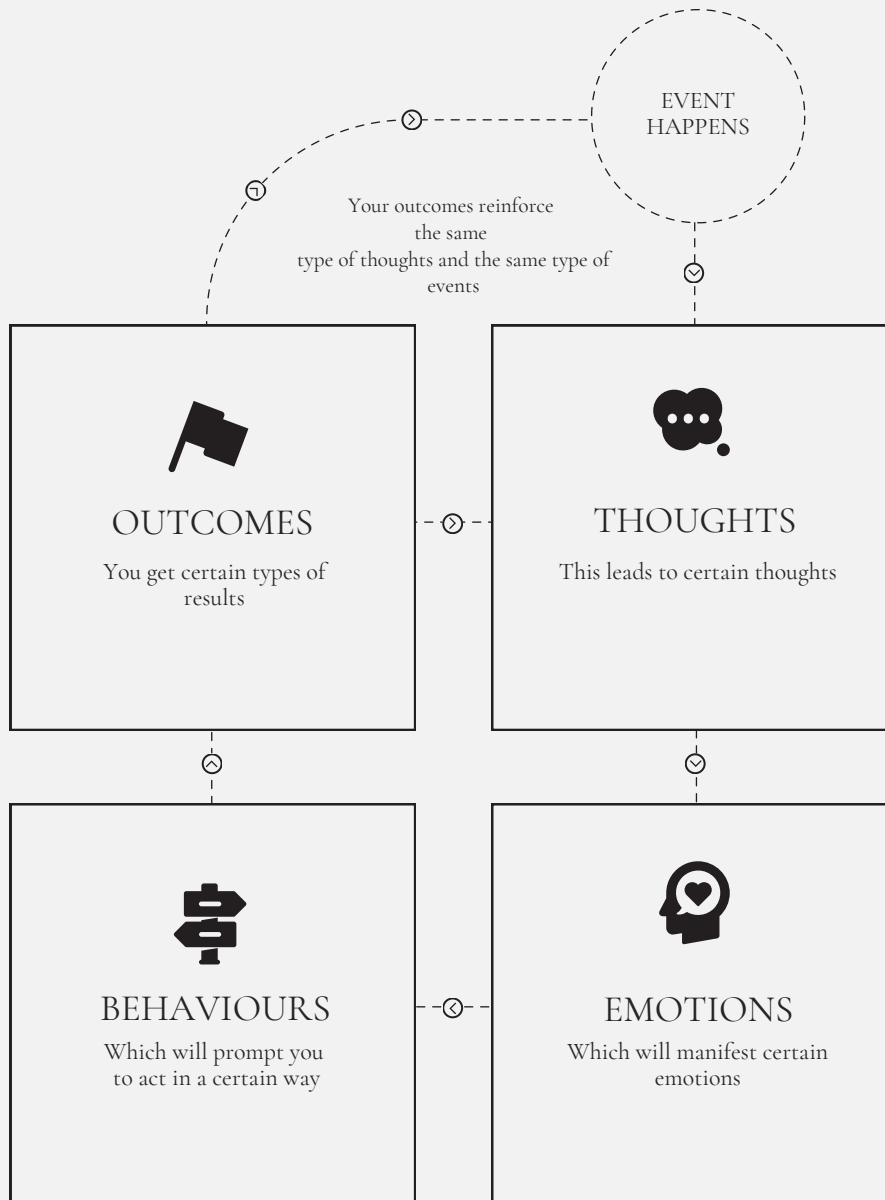 EVENT
HAPPENS
Your outcomes reinforce
the same
type of thoughts and the same type of
events
OUTCOMES
You get certain types of
results
THOUGHTS
This leads to certain thoughts
BEHAVIOURS
Which will prompt you
to act in a certain way
EMOTIONS
Which will manifest certain
emotions